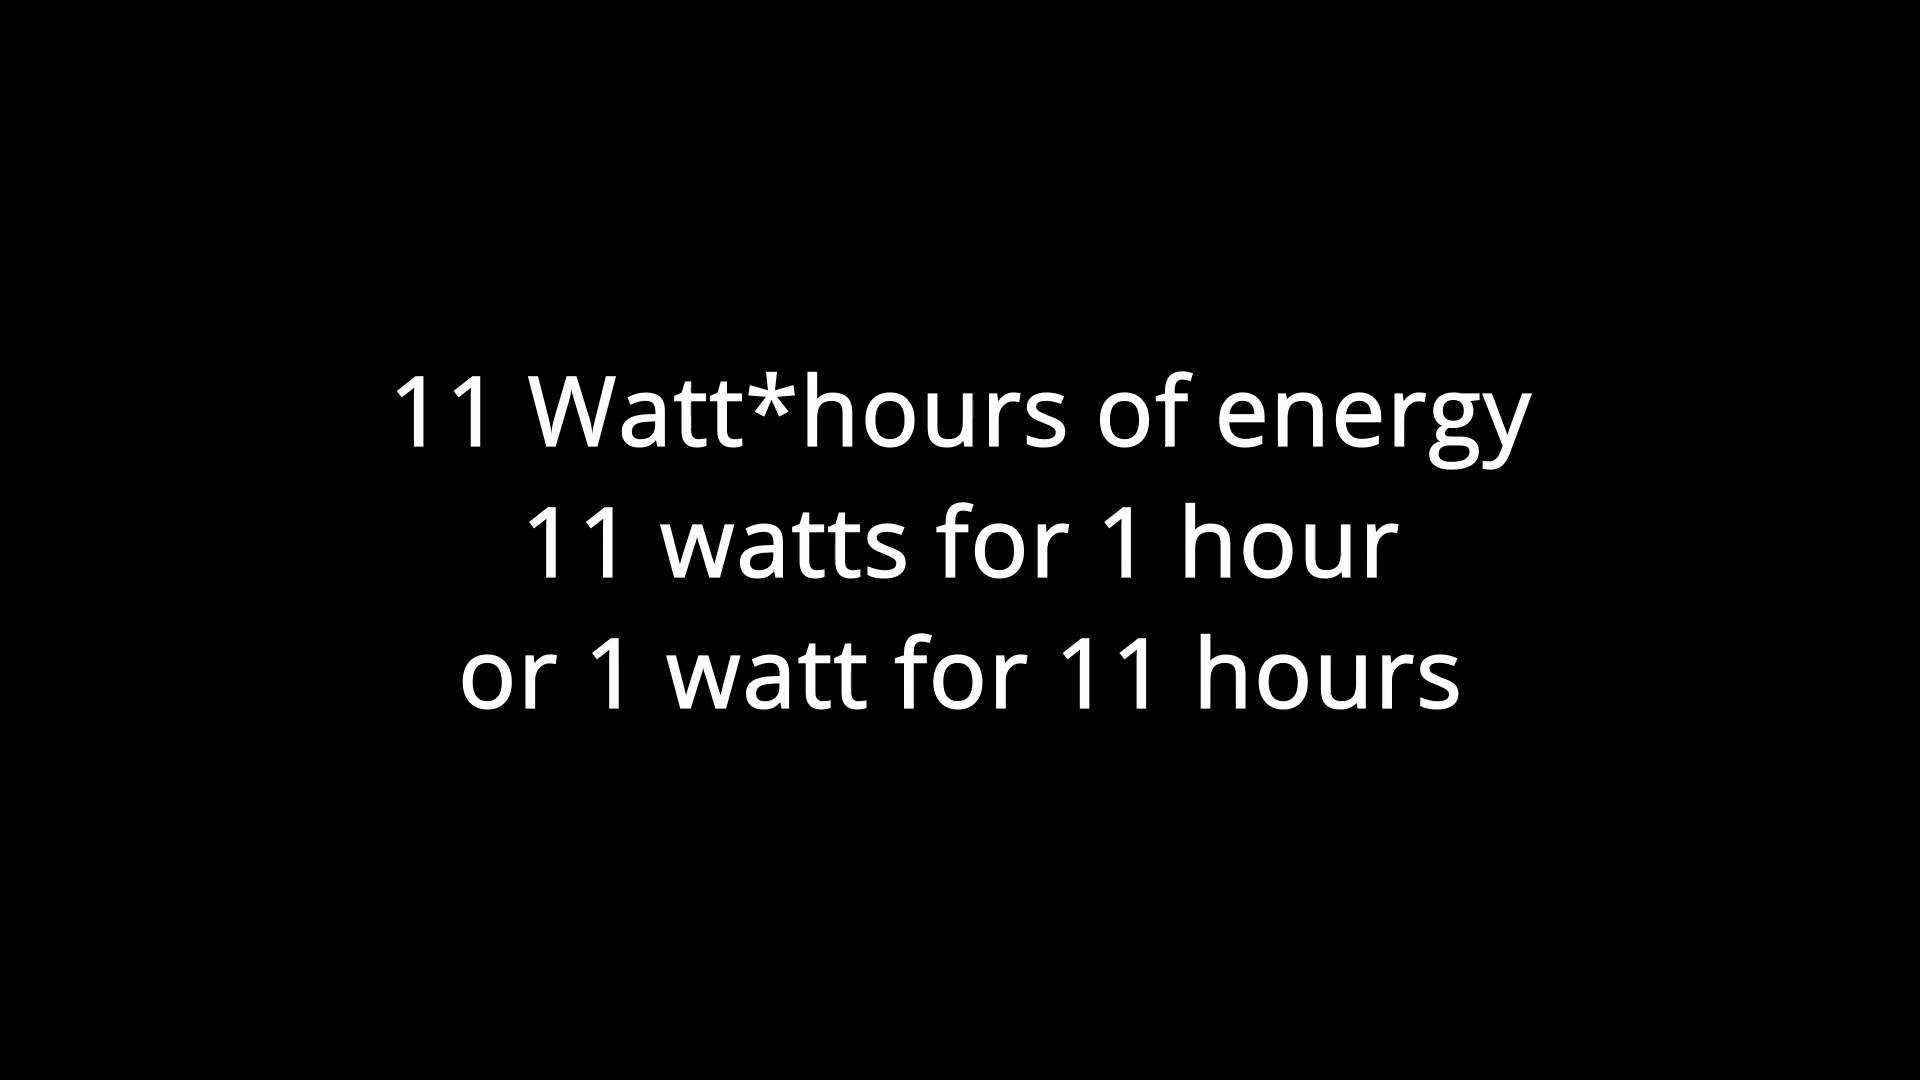 11 Watt*hours of energy
11 watts for 1 hour
or 1 watt for 11 hours